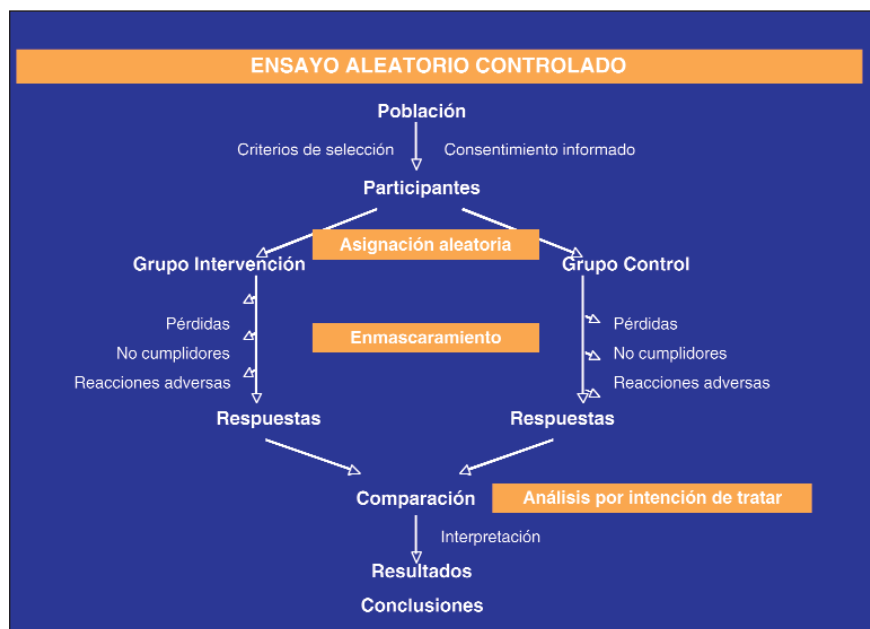 ENSAYO ALEATORIO CONTROLADO
Población
Criterios de selección
Consentimiento informado
Participantes
Asignación aleatoria
Grupo Intervención
Grupo Control
Pérdidas
No cumplidores
Reacciones adversas
Enmascaramiento
Pérdidas
No cumplidores
Reacciones adversas
Respuestas
Respuestas
Comparación
Análisis por intención de tratar
Interpretación
Resultados
Conclusiones